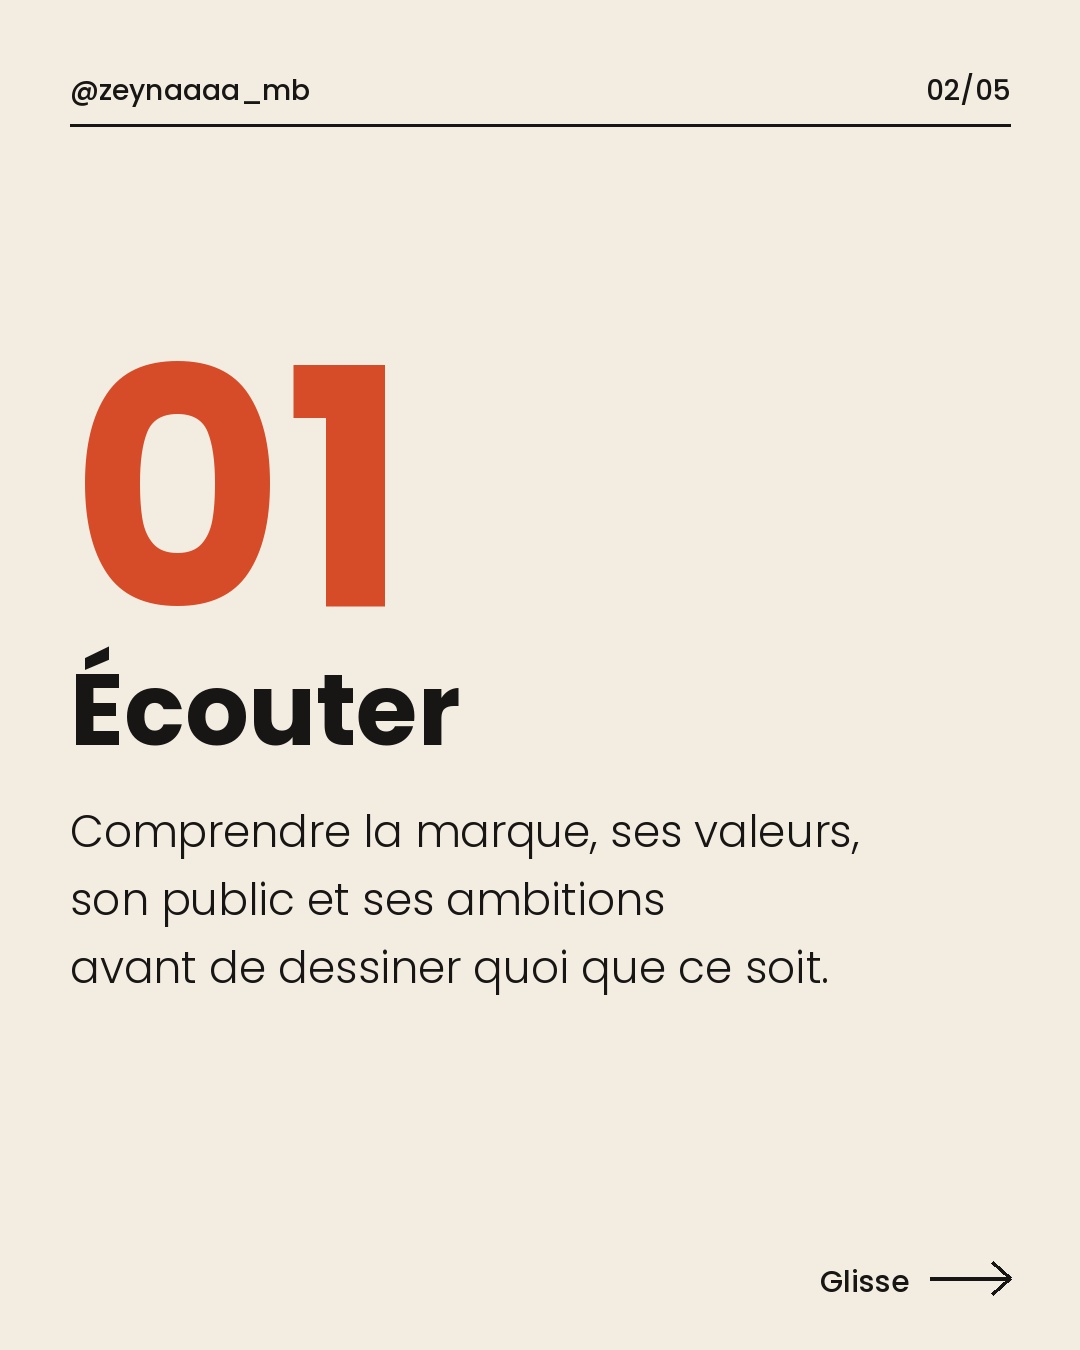 @zeynaaaa_mb
02/05
01
Écouter
Comprendre la marque, ses valeurs,
son public et ses ambitions
avant de dessiner quoi que ce soit.
Glisse